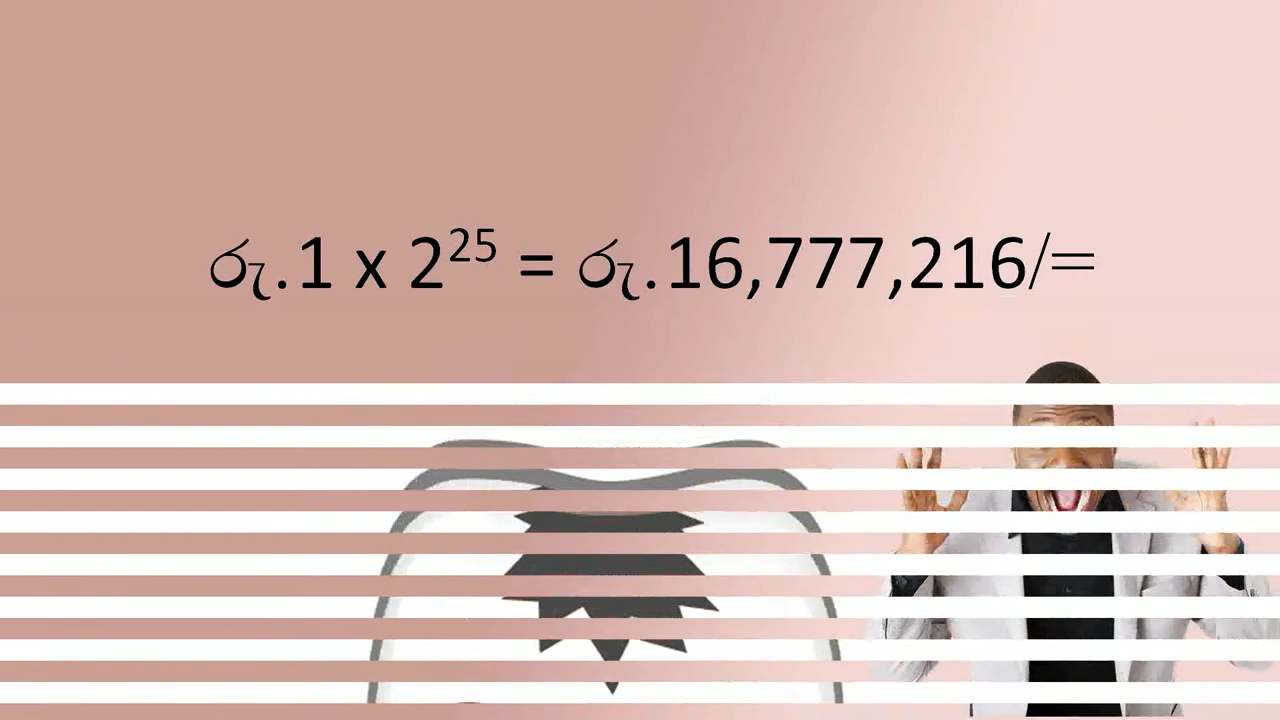 රු.1 x 2²⁵ = රු.16,777,216/=